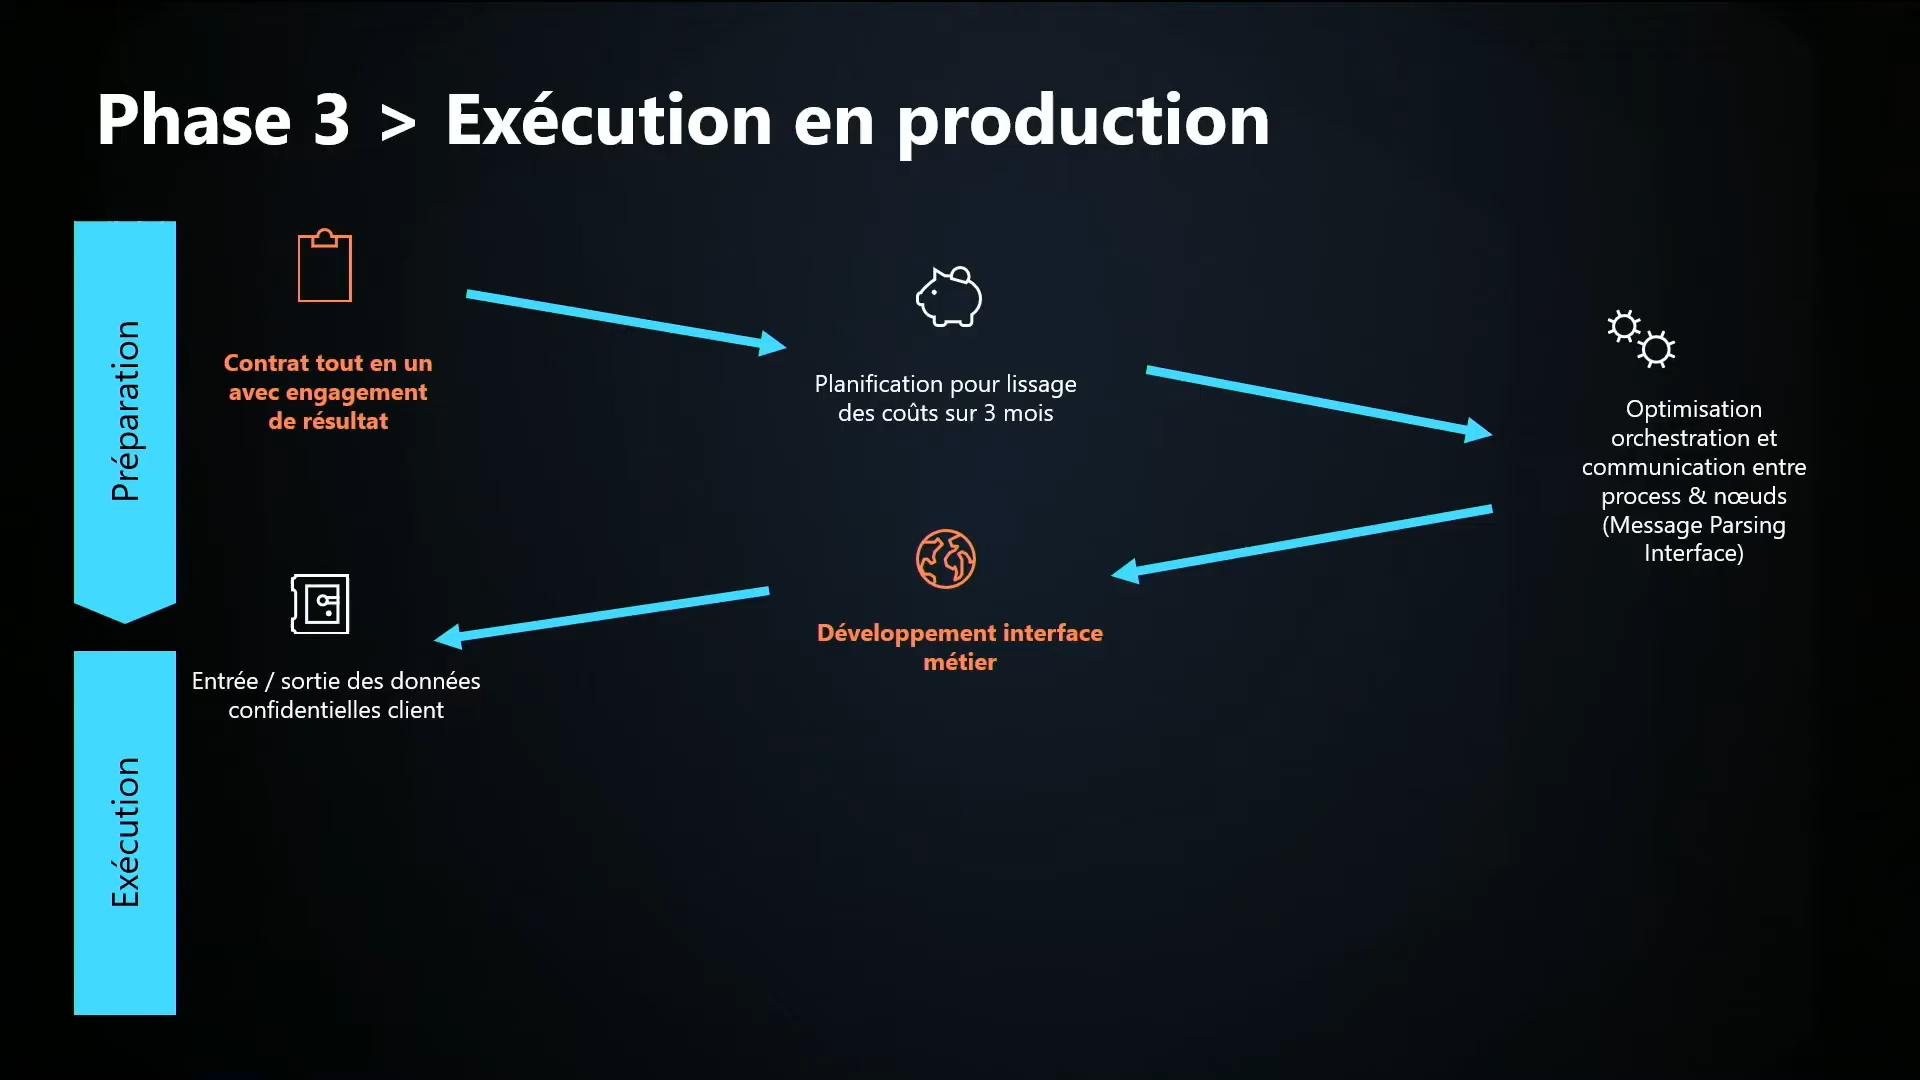 Phase 3 > Exécution en production
Préparation
Contrat tout en un
avec engagement
de résultat
Planification pour lissage
des coûts sur 3 mois
Optimisation
orchestration et
communication entre
process & nœuds
(Message Parsing
Interface)
Développement interface
métier
Entrée / sortie des données
confidentielles client
Exécution